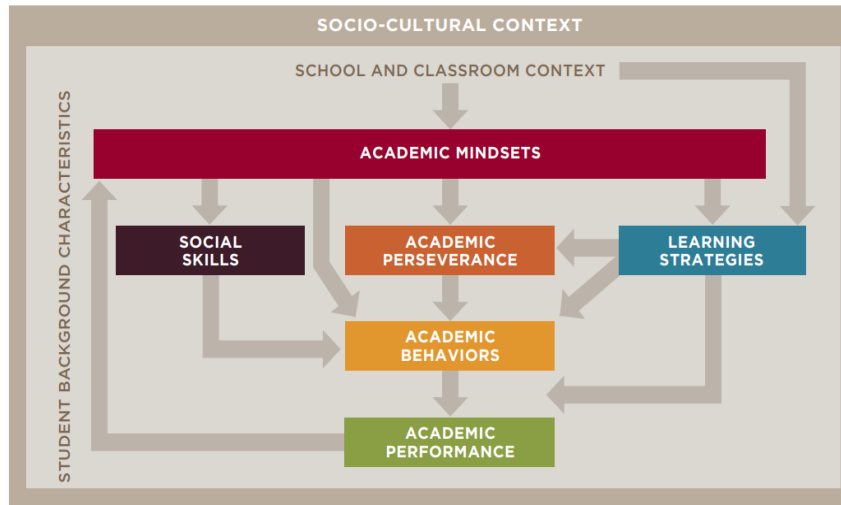 SOCIO-CULTURAL CONTEXT
SCHOOL AND CLASSROOM CONTEXT
STUDENT BACKGROUND CHARACTERISTICS
ACADEMIC MINDSETS
SOCIAL
SKILLS
ACADEMIC
PERSEVERANCE
LEARNING
STRATEGIES
ACADEMIC
BEHAVIORS
ACADEMIC
PERFORMANCE